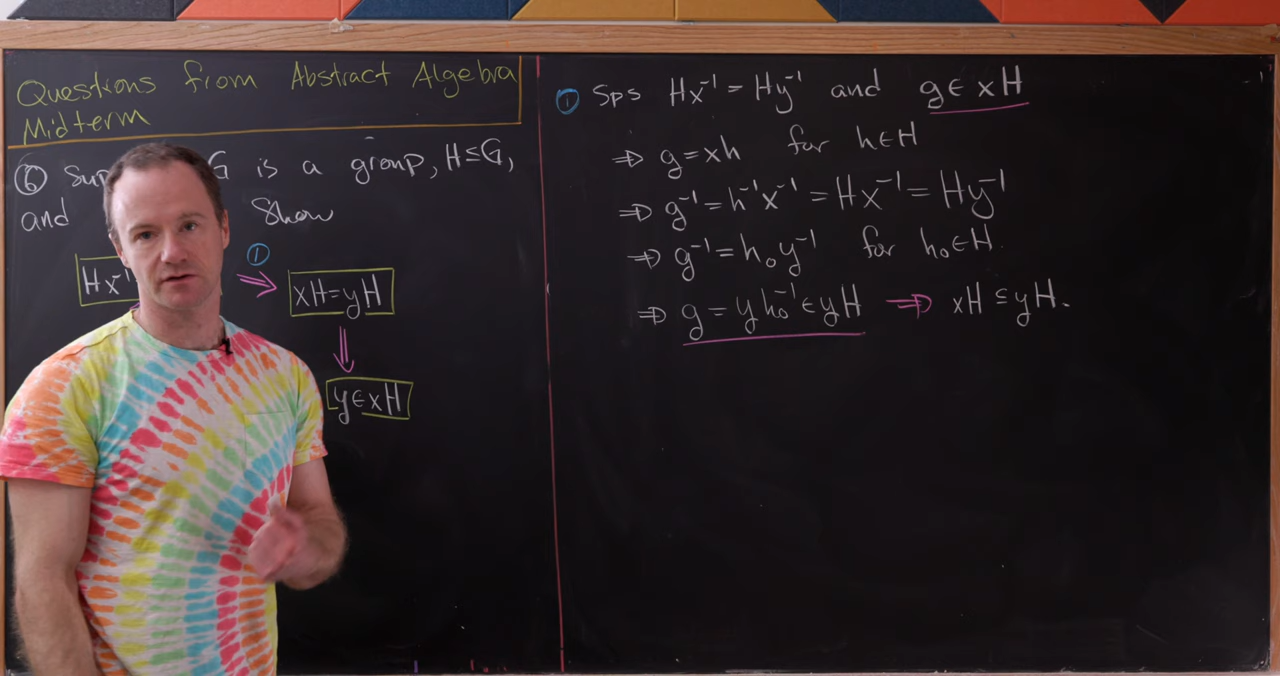 Questions from Abstract Algebra
Midterm
⑥ Sup G is a group, H≤G,
and Show
Hx⁻¹ ① ⇒ xH=yH
⇓
y∈xH
① Sps Hx⁻¹ = Hy⁻¹ and g∈xH
⇒ g=xh for h∈H
⇒ g⁻¹=h⁻¹x⁻¹ = Hx⁻¹ = Hy⁻¹
⇒ g⁻¹=h₀y⁻¹ for h₀∈H.
⇒ g = yh₀⁻¹∈yH ⇒ xH ⊆ yH.